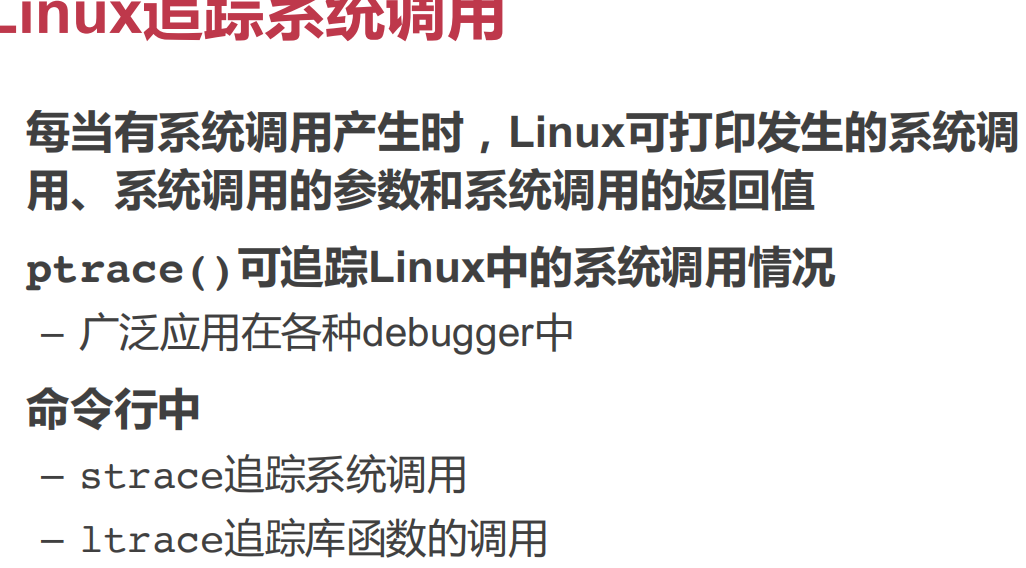 Linux追踪系统调用
每当有系统调用产生时，Linux可打印发生的系统调
用、系统调用的参数和系统调用的返回值
ptrace()可追踪Linux中的系统调用情况
– 广泛应用在各种debugger中
命令行中
– strace追踪系统调用
– ltrace追踪库函数的调用